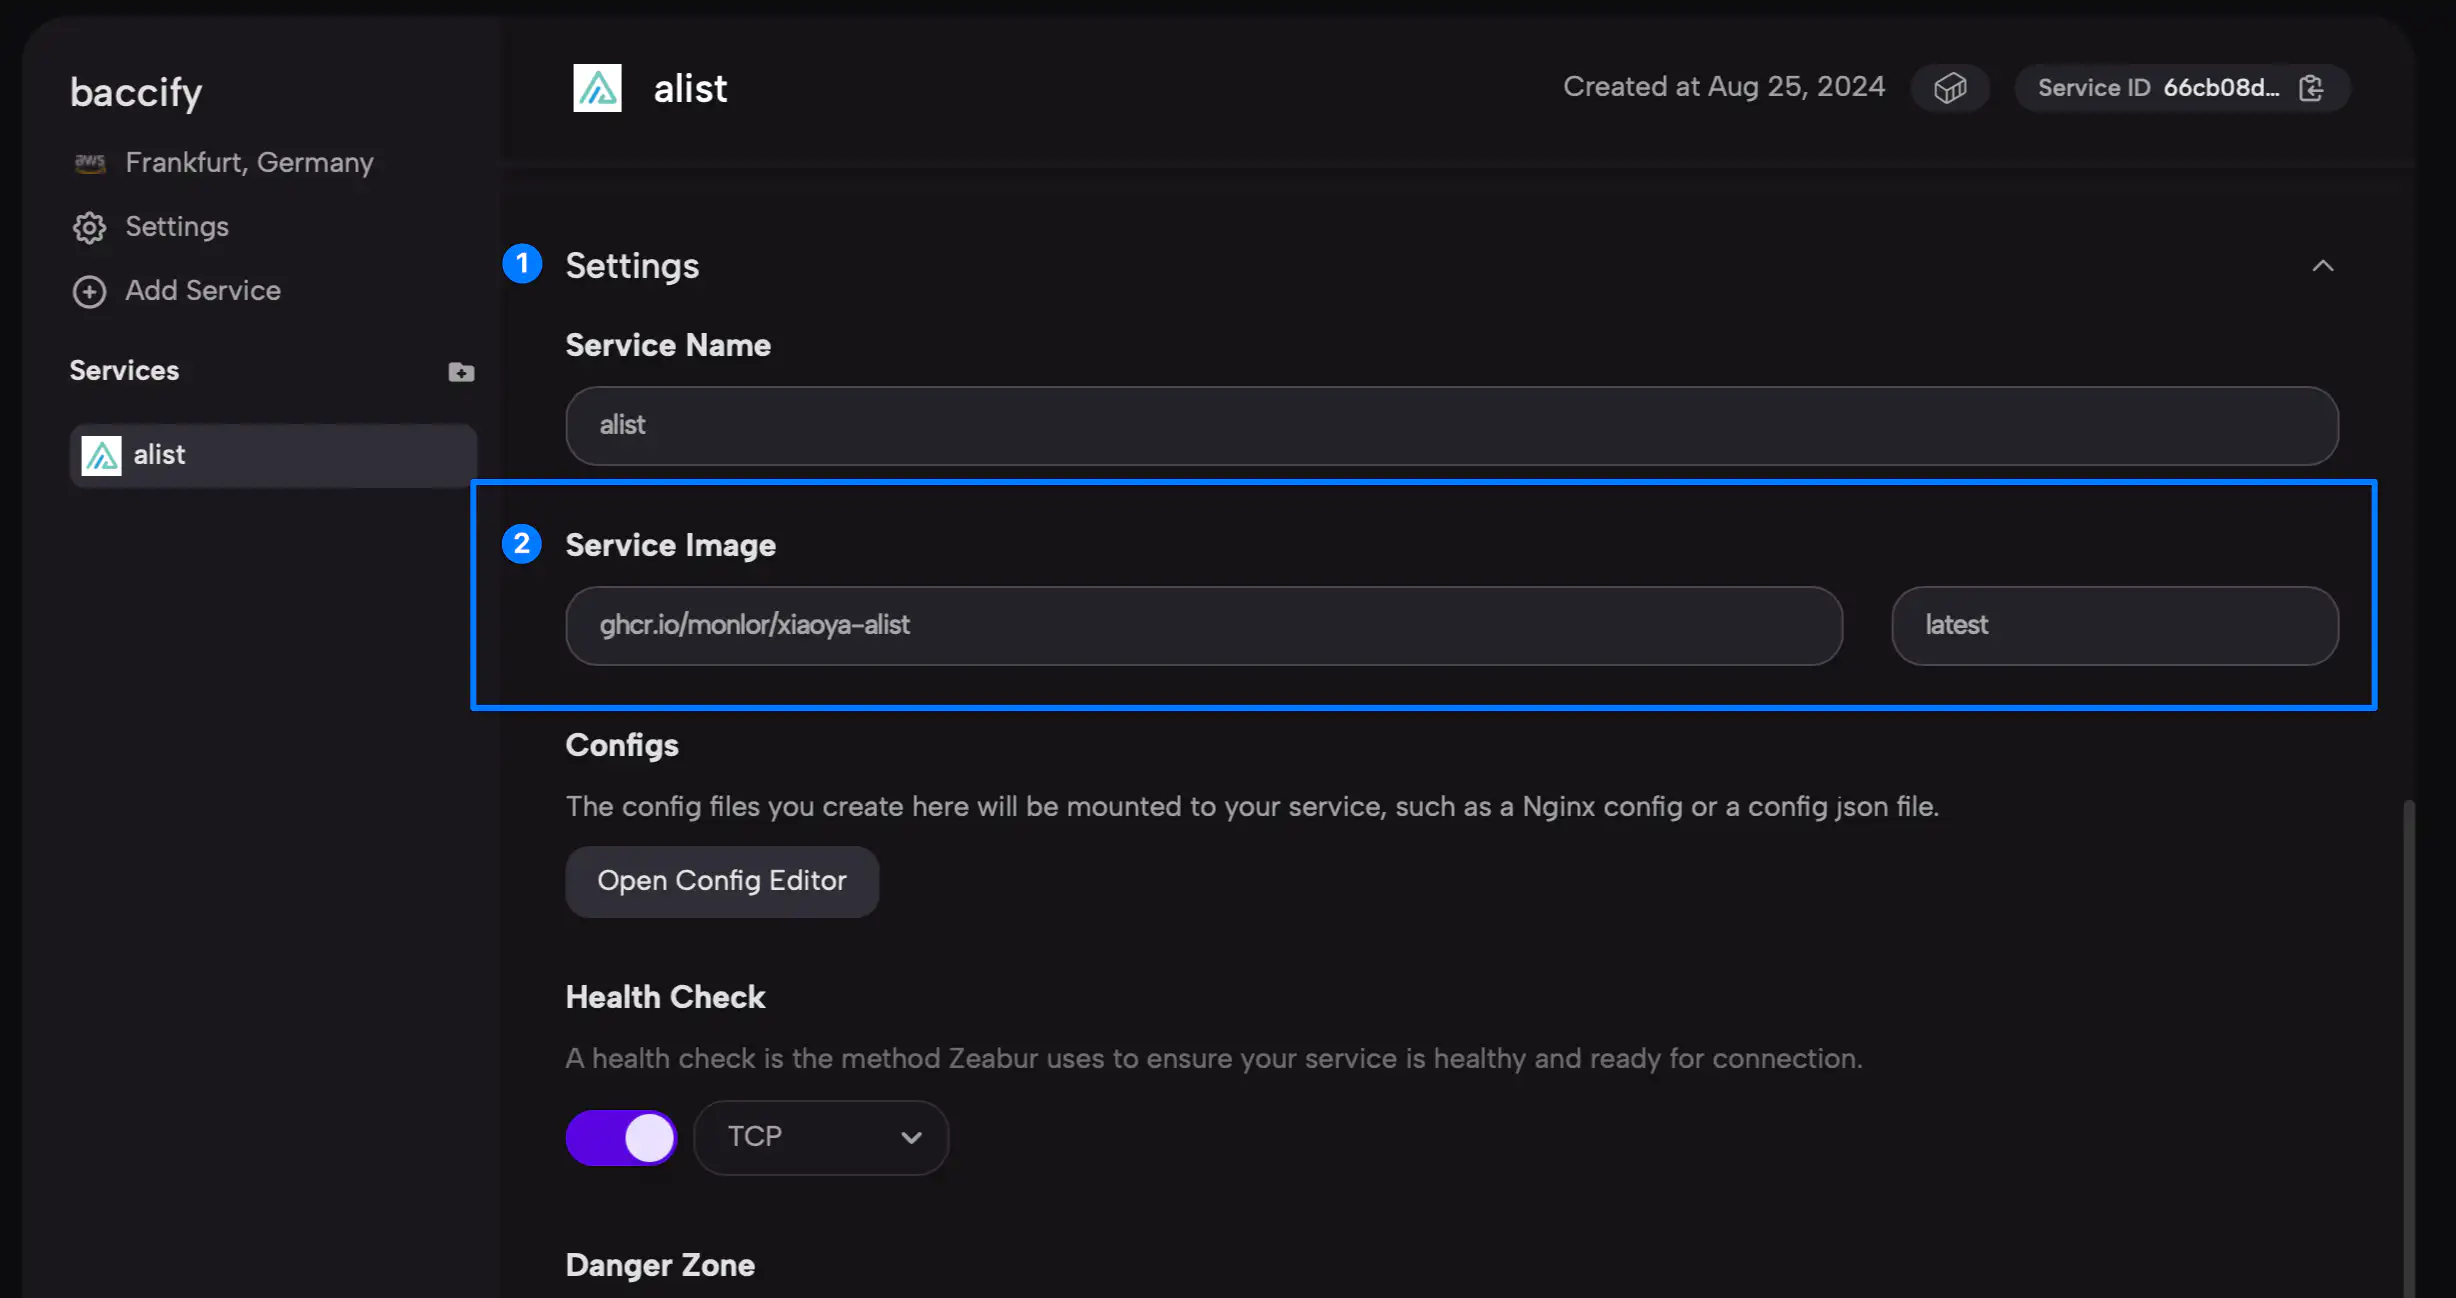 baccify
aws Frankfurt, Germany
Settings
Add Service
Services
alist
alist
Created at Aug 25, 2024
Service ID 66cb08d...
1 Settings
Service Name
alist
2 Service Image
ghcr.io/monlor/xiaoya-alist
latest
Configs
The config files you create here will be mounted to your service, such as a Nginx config or a config json file.
Open Config Editor
Health Check
A health check is the method Zeabur uses to ensure your service is healthy and ready for connection.
TCP
Danger Zone